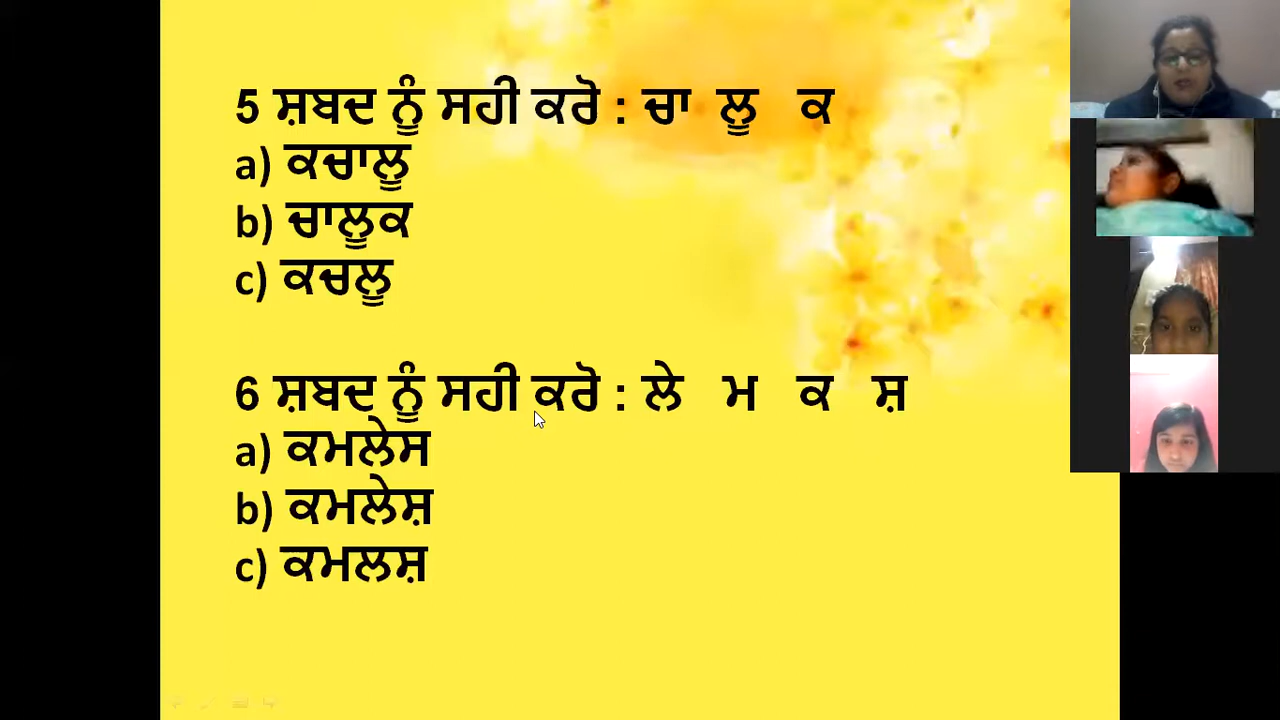 5 ਸ਼ਬਦ ਨੂੰ ਸਹੀ ਕਰੋ : ਚਾ ਲੂ ਕ
a) ਕਚਾਲੂ
b) ਚਾਲੂਕ
c) ਕਚਲੂ
6 ਸ਼ਬਦ ਨੂੰ ਸਹੀ ਕਰੋ : ਲੇ ਮ ਕ ਸ਼
a) ਕਮਲੇਸ
b) ਕਮਲੇਸ਼
c) ਕਮਲਸ਼